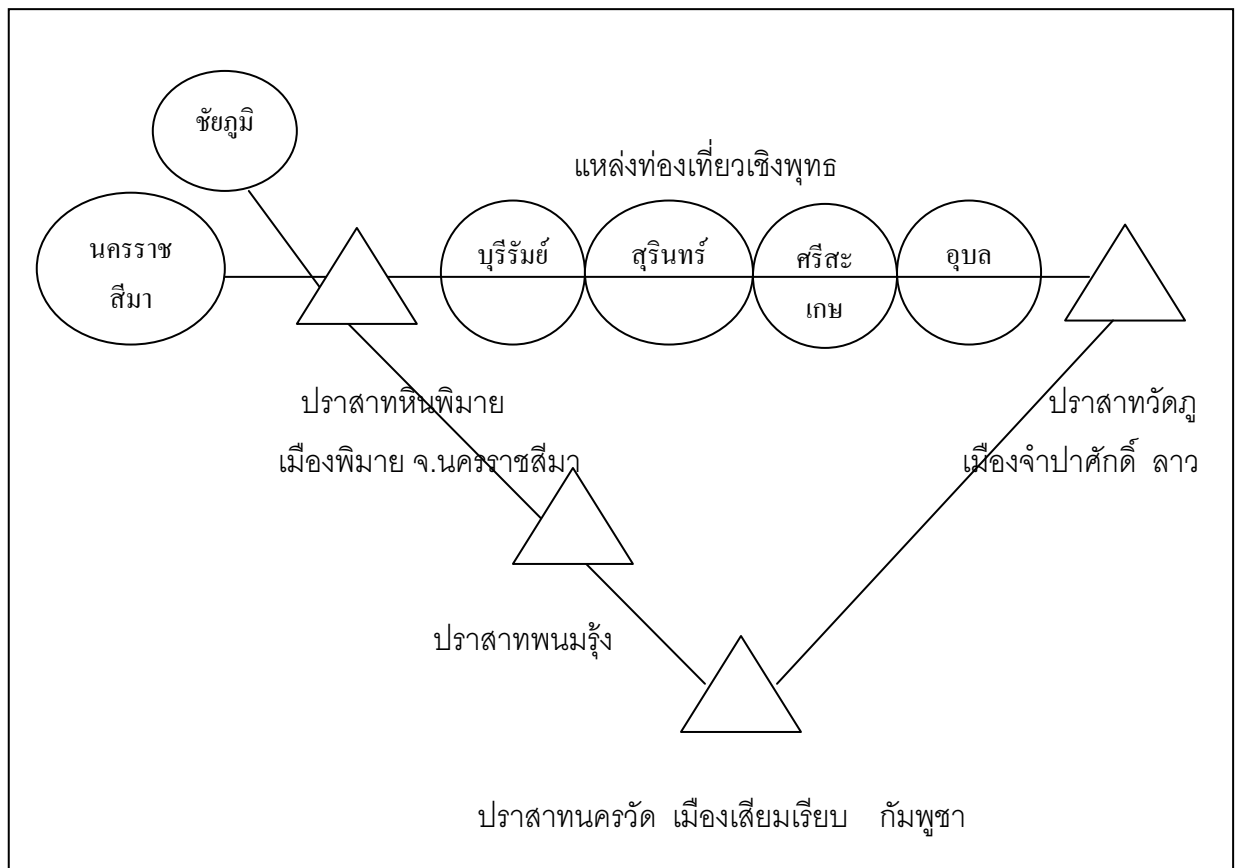 ชัยภูมิ
แหล่งท่องเที่ยวเชิงพุทธ
นครราช
สีมา
บุรีรัมย์
สุรินทร์
ศรีสะ
เกษ
อุบล
ปราสาทหินพิมาย
เมืองพิมาย จ.นครราชสีมา
ปราสาทวัดภู
เมืองจำปาศักดิ์ ลาว
ปราสาทพนมรุ้ง
ปราสาทนครวัด เมืองเสียมเรียบ กัมพูชา